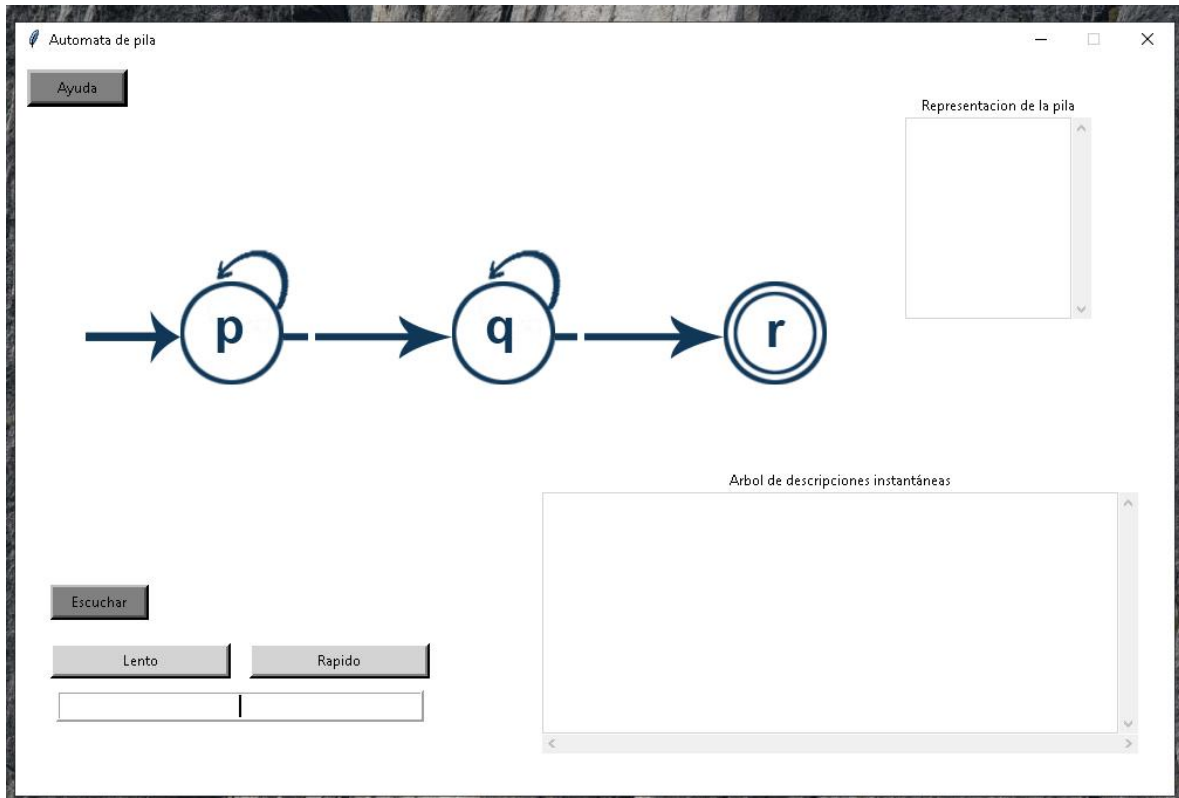 Automata de pila
Ayuda
Representacion de la pila
p
q
r
Arbol de descripciones instantáneas
Escuchar
Lento
Rapido